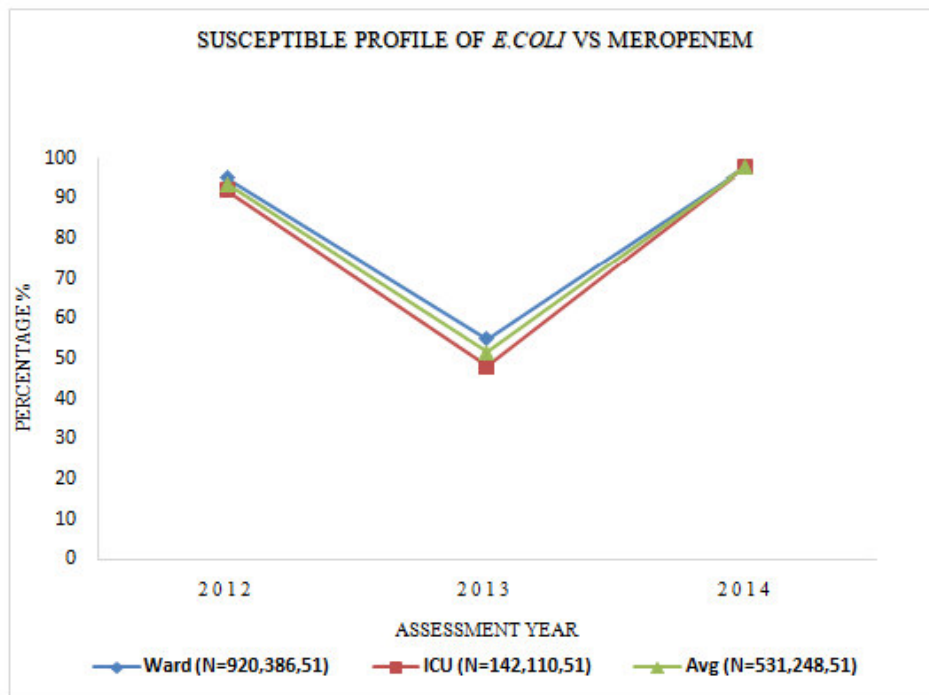 SUSCEPTIBLE PROFILE OF E.COLI VS MEROPENEM
100
90
80
70
60
50
40
30
20
10
0
PERCENTAGE %
2012 2013 2014
ASSESSMENT YEAR
Ward (N=920,386,51) ICU (N=142,110,51) Avg (N=531,248,51)